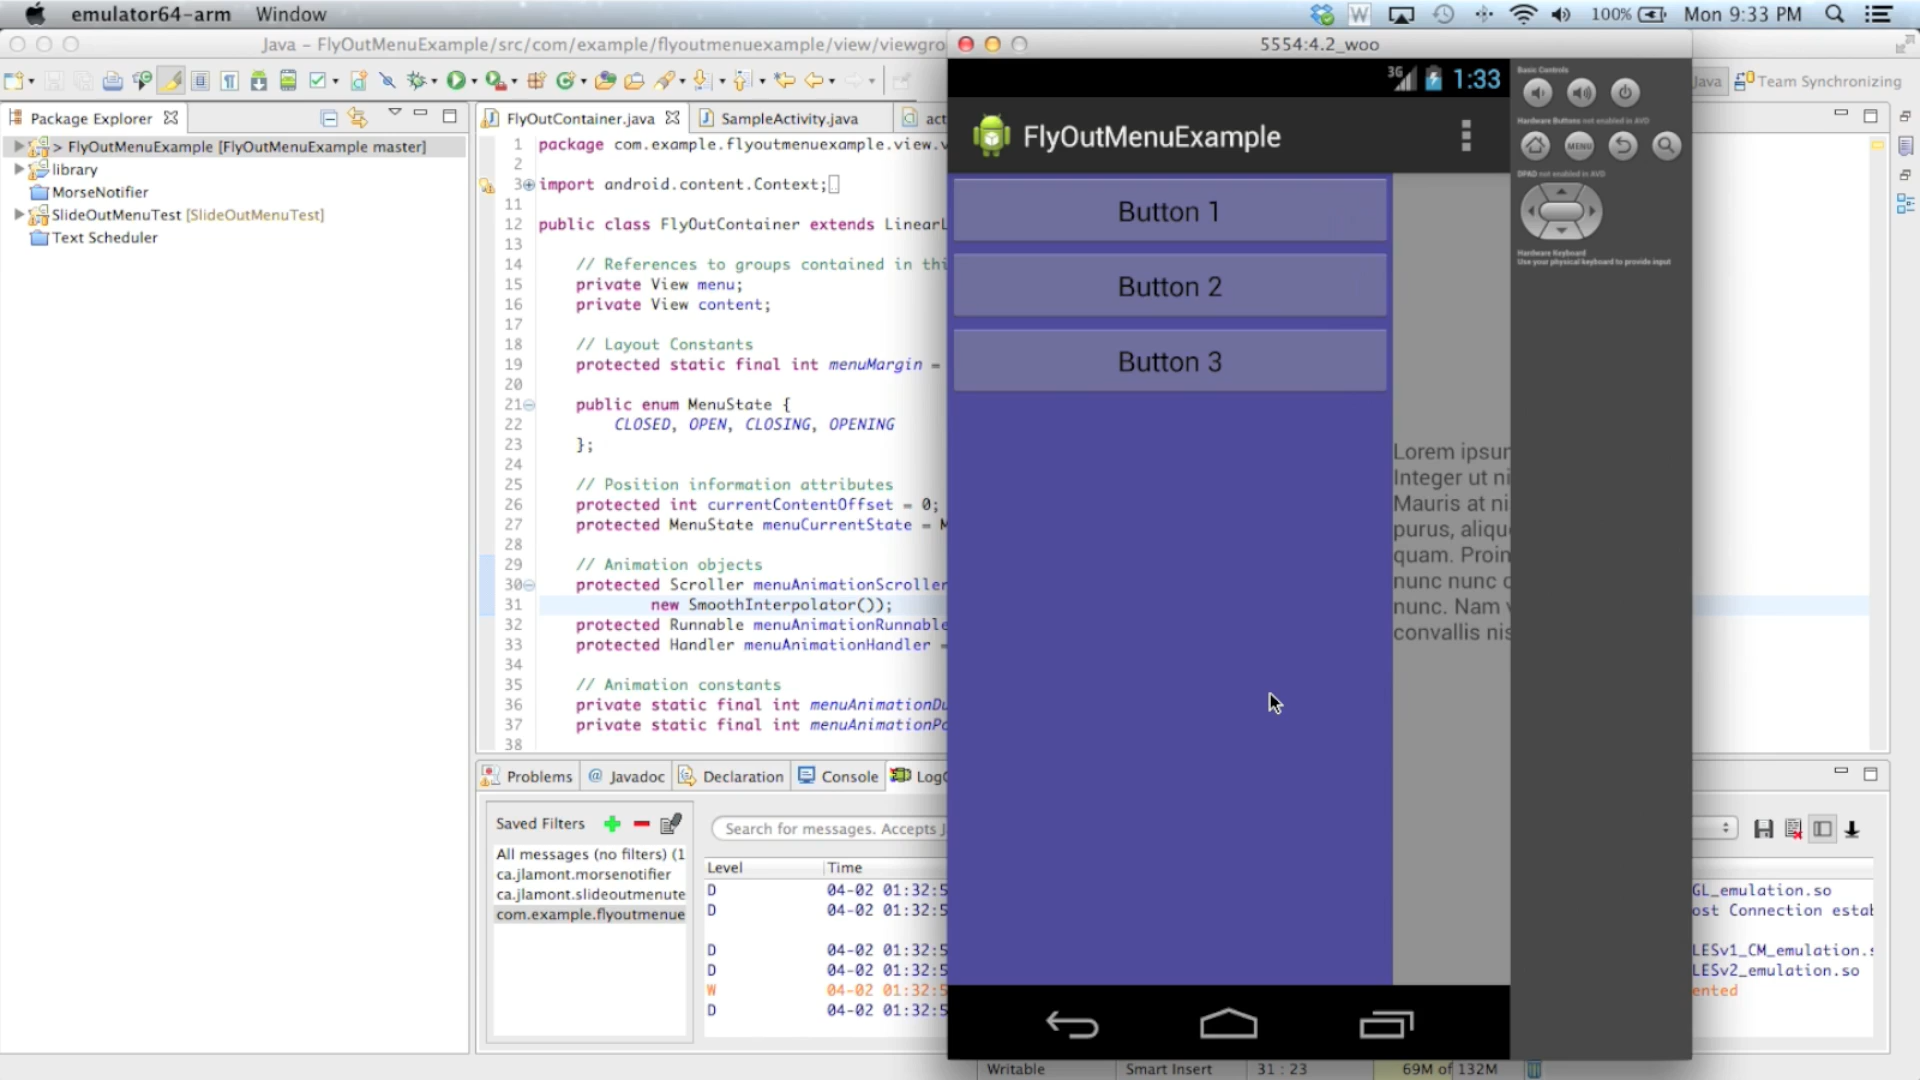 emulator64-arm Window
100% Mon 9:33 PM
Java – FlyOutMenuExample/src/com/example/flyoutmenuexample/view/viewgro
5554:4.2_woo
Java Team Synchronizing
Package Explorer
> FlyOutMenuExample [FlyOutMenuExample master]
library
MorseNotifier
SlideOutMenuTest [SlideOutMenuTest]
Text Scheduler
FlyOutContainer.java SampleActivity.java act
1 package com.example.flyoutmenuexample.view.v
2
3 import android.content.Context;
11
12 public class FlyOutContainer extends LinearL
13
14 // References to groups contained in thi
15 private View menu;
16 private View content;
17
18 // Layout Constants
19 protected static final int menuMargin =
20
21 public enum MenuState {
22 CLOSED, OPEN, CLOSING, OPENING
23 };
24
25 // Position information attributes
26 protected int currentContentOffset = 0;
27 protected MenuState menuCurrentState = M
28
29 // Animation objects
30 protected Scroller menuAnimationScroller
31 new SmoothInterpolator());
32 protected Runnable menuAnimationRunnable
33 protected Handler menuAnimationHandler =
34
35 // Animation constants
36 private static final int menuAnimationDu
37 private static final int menuAnimationPo
38
3G 1:33
FlyOutMenuExample
Button 1
Button 2
Button 3
Lorem ipsum
Integer ut ni
Mauris at ni
purus, alique
quam. Proin
nunc nunc
nunc. Nam
convallis nis
Basic Controls
Hardware Buttons not enabled in AVD
MENU
DPAD not enabled in AVD
Hardware Keyboard
Use your physical keyboard to provide input
Problems Javadoc Declaration Console LogC
Saved Filters
All messages (no filters) (1
ca.jlamont.morsenotifier
ca.jlamont.slideoutmenute
com.example.flyoutmenue
Search for messages. Accepts J
Level Time
D 04-02 01:32:5 GL_emulation.so
D 04-02 01:32:5 ost Connection estab
D 04-02 01:32:5 LESv1_CM_emulation.s
D 04-02 01:32:5 LESv2_emulation.so
W 04-02 01:32:5 ented
D 04-02 01:32:5
Writable Smart Insert 31 : 23 69M of 132M